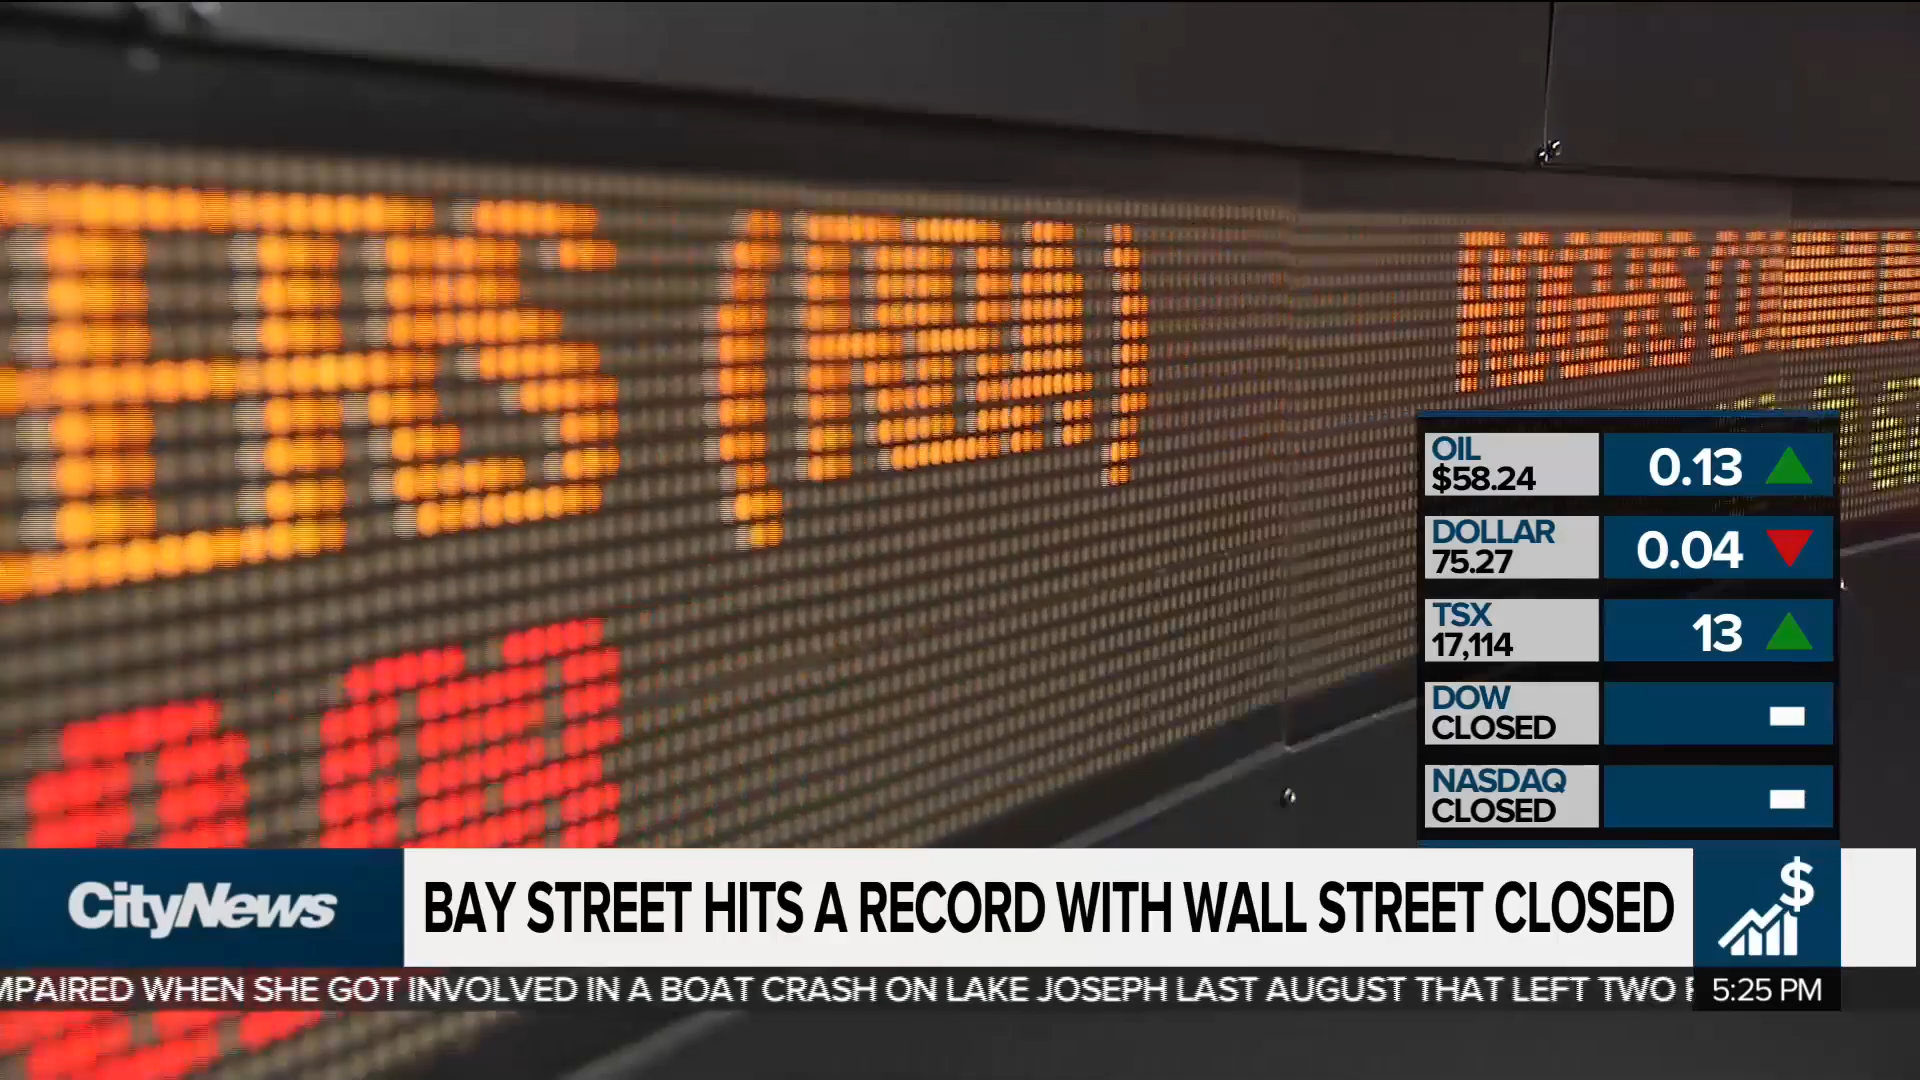 OIL
$58.24
0.13
DOLLAR
75.27
0.04
TSX
17,114
13
DOW
CLOSED
NASDAQ
CLOSED
CityNews
BAY STREET HITS A RECORD WITH WALL STREET CLOSED
$
WHEN SHE GOT INVOLVED IN A BOAT CRASH ON LAKE JOSEPH LAST AUGUST THAT LEFT TWO
5:25 PM